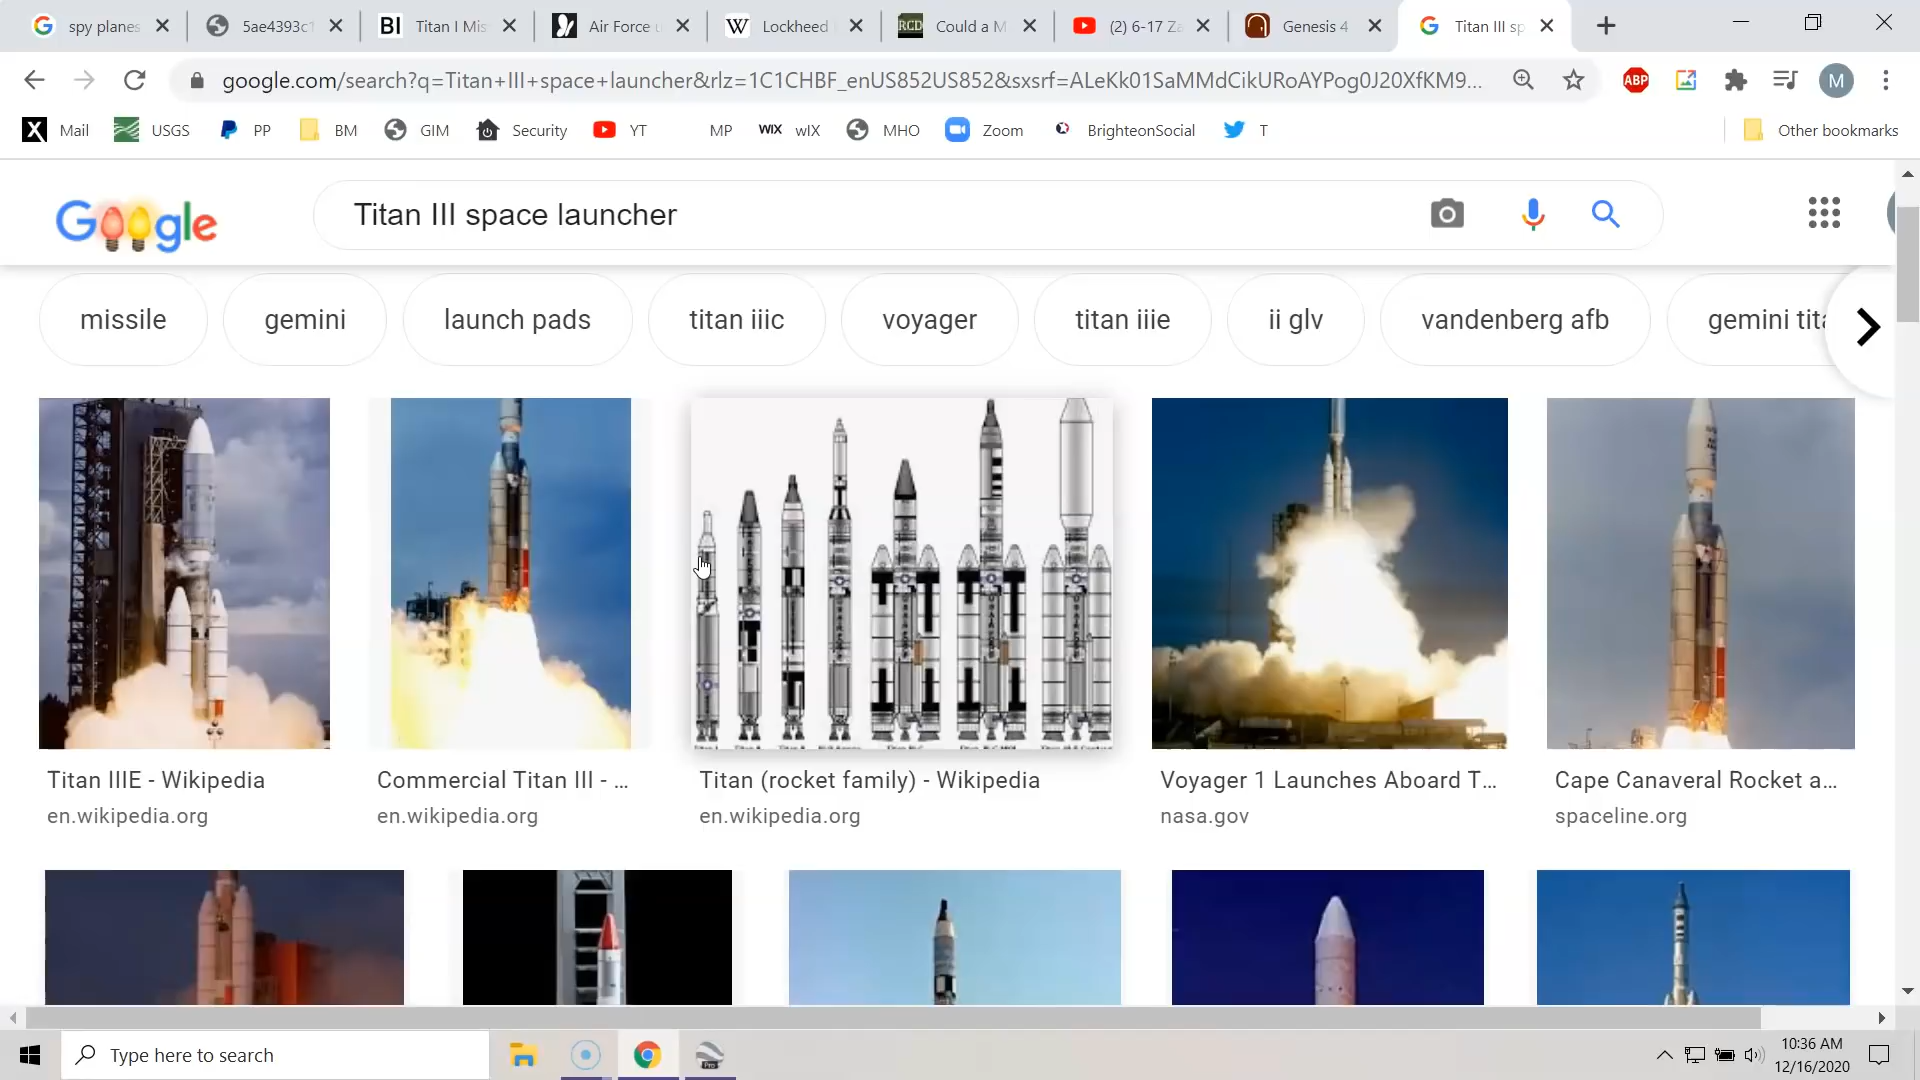 spy planes
5ae4393c1
BI Titan I Mis
Air Force u
W Lockheed
RCD Could a M
(2) 6-17 Za
Genesis 4
Titan III sp
google.com/search?q=Titan+III+space+launcher&rlz=1C1CHBF_enUS852US852&sxsrf=ALeKk01SaMMdCikURoAYPog0J20XfKM9...
ABP
M
X Mail
USGS
PP
BM
GIM
Security
YT
MP
WIX wIX
MHO
Zoom
BrighteonSocial
T
Other bookmarks
Google
Titan III space launcher
missile
gemini
launch pads
titan iiic
voyager
titan iiie
ii glv
vandenberg afb
gemini tita
Titan IIIE - Wikipedia
en.wikipedia.org
Commercial Titan III - ...
en.wikipedia.org
Titan (rocket family) - Wikipedia
en.wikipedia.org
Voyager 1 Launches Aboard T...
nasa.gov
Cape Canaveral Rocket a...
spaceline.org
Type here to search
Pro
10:36 AM
12/16/2020